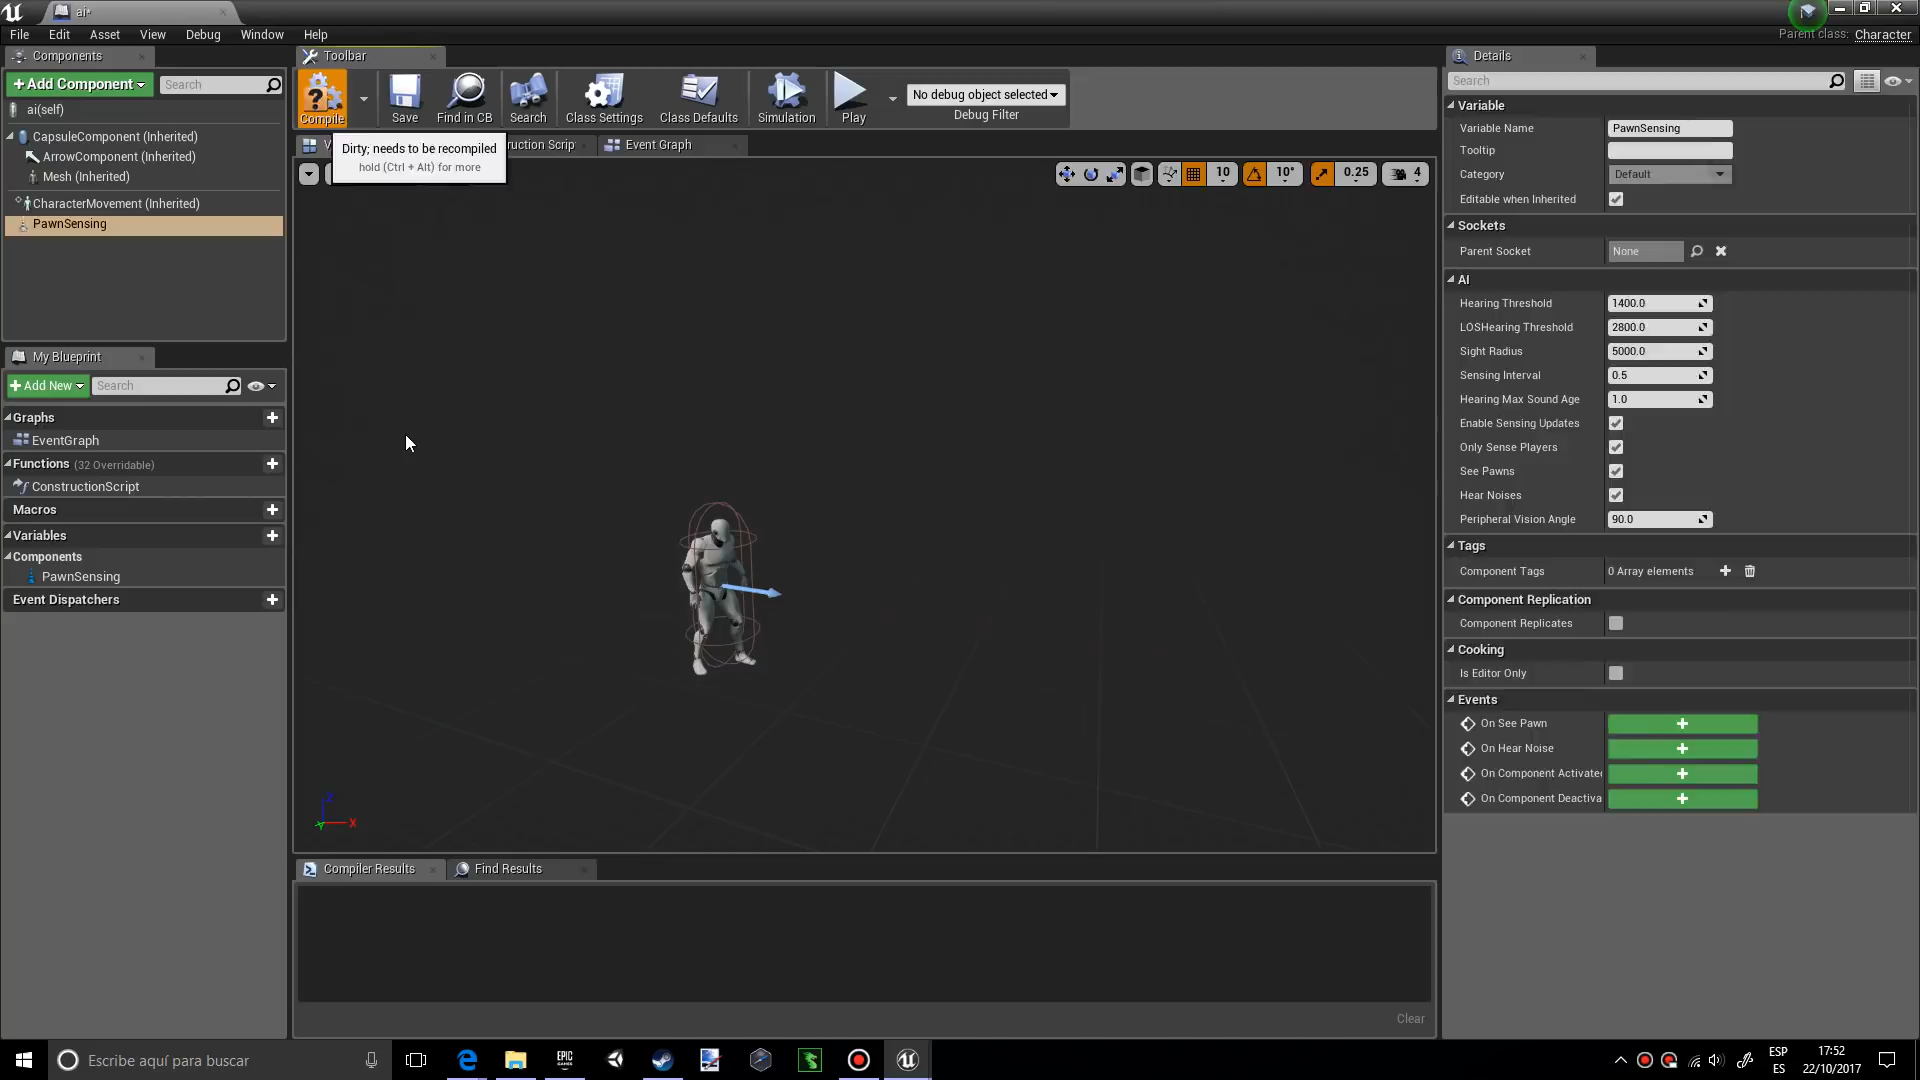 ai*
File Edit Asset View Debug Window Help
Parent class: Character
Components
+Add Component
Search
ai(self)
CapsuleComponent (Inherited)
ArrowComponent (Inherited)
Mesh (Inherited)
CharacterMovement (Inherited)
PawnSensing
My Blueprint
+Add New
Search
Graphs
EventGraph
Functions (32 Overridable)
ConstructionScript
Macros
Variables
Components
PawnSensing
Event Dispatchers
Toolbar
Compile
Save
Find in CB
Search
Class Settings
Class Defaults
Simulation
Play
No debug object selected
Debug Filter
Dirty; needs to be recompiled
hold (Ctrl + Alt) for more
V
ruction Scrip
Event Graph
10
10°
0.25
4
Z
X
Y
Compiler Results
Find Results
Clear
Details
Search
Variable
Variable Name PawnSensing
Tooltip
Category Default
Editable when Inherited
Sockets
Parent Socket None
AI
Hearing Threshold 1400.0
LOSHearing Threshold 2800.0
Sight Radius 5000.0
Sensing Interval 0.5
Hearing Max Sound Age 1.0
Enable Sensing Updates
Only Sense Players
See Pawns
Hear Noises
Peripheral Vision Angle 90.0
Tags
Component Tags 0 Array elements
Component Replication
Component Replicates
Cooking
Is Editor Only
Events
On See Pawn
On Hear Noise
On Component Activate
On Component Deactiva
Escribe aquí para buscar
EPIC
GAMES
ESP
ES
17:52
22/10/2017